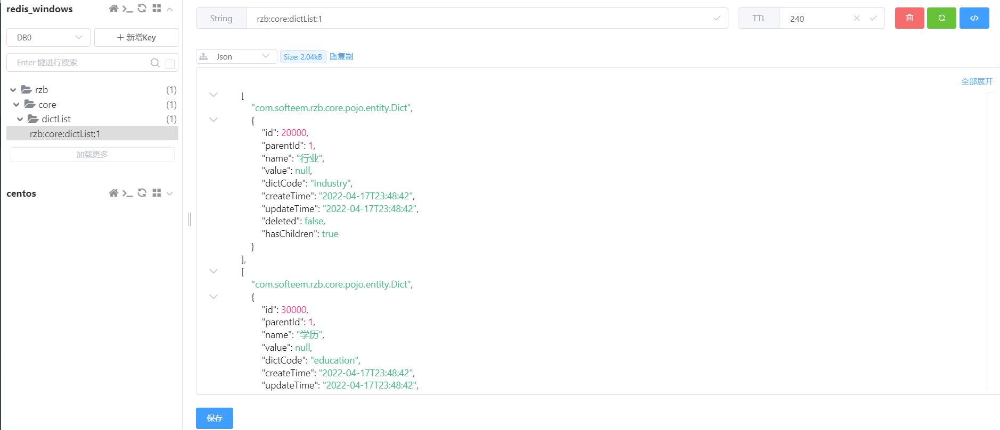 redis_windows
DB0
新增Key
Enter 键进行搜索
rzb (1)
core (1)
dictList (1)
rzb:core:dictList:1
加载更多
centos
String rzb:core:dictList:1 TTL 240
Json Size: 2.04kB 复制
全部展开
[
"com.softeem.rzb.core.pojo.entity.Dict",
{
"id": 20000,
"parentId": 1,
"name": "行业",
"value": null,
"dictCode": "industry",
"createTime": "2022-04-17T23:48:42",
"updateTime": "2022-04-17T23:48:42",
"deleted": false,
"hasChildren": true
}
],
[
"com.softeem.rzb.core.pojo.entity.Dict",
{
"id": 30000,
"parentId": 1,
"name": "学历",
"value": null,
"dictCode": "education",
"createTime": "2022-04-17T23:48:42",
"updateTime": "2022-04-17T23:48:42",
保存